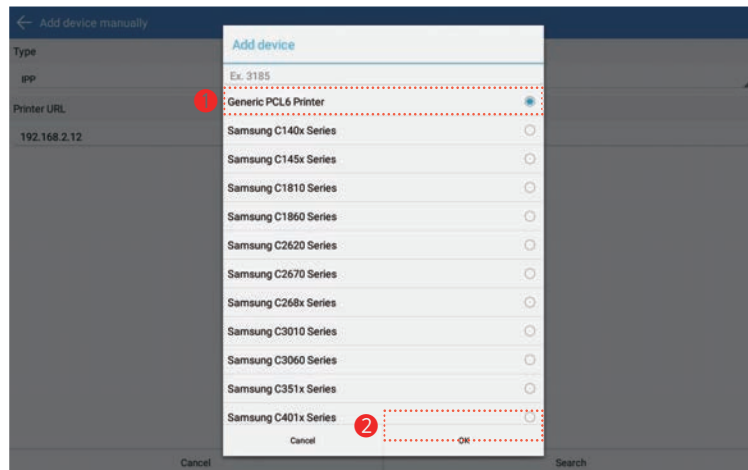 Add device manually
Type
IPP
Printer URL
192.168.2.12
Add device
Ex. 3185
1
Generic PCL6 Printer
Samsung C140x Series
Samsung C145x Series
Samsung C1810 Series
Samsung C1860 Series
Samsung C2620 Series
Samsung C2670 Series
Samsung C268x Series
Samsung C3010 Series
Samsung C3060 Series
Samsung C351x Series
Samsung C401x Series
2
Cancel OK
Cancel Search